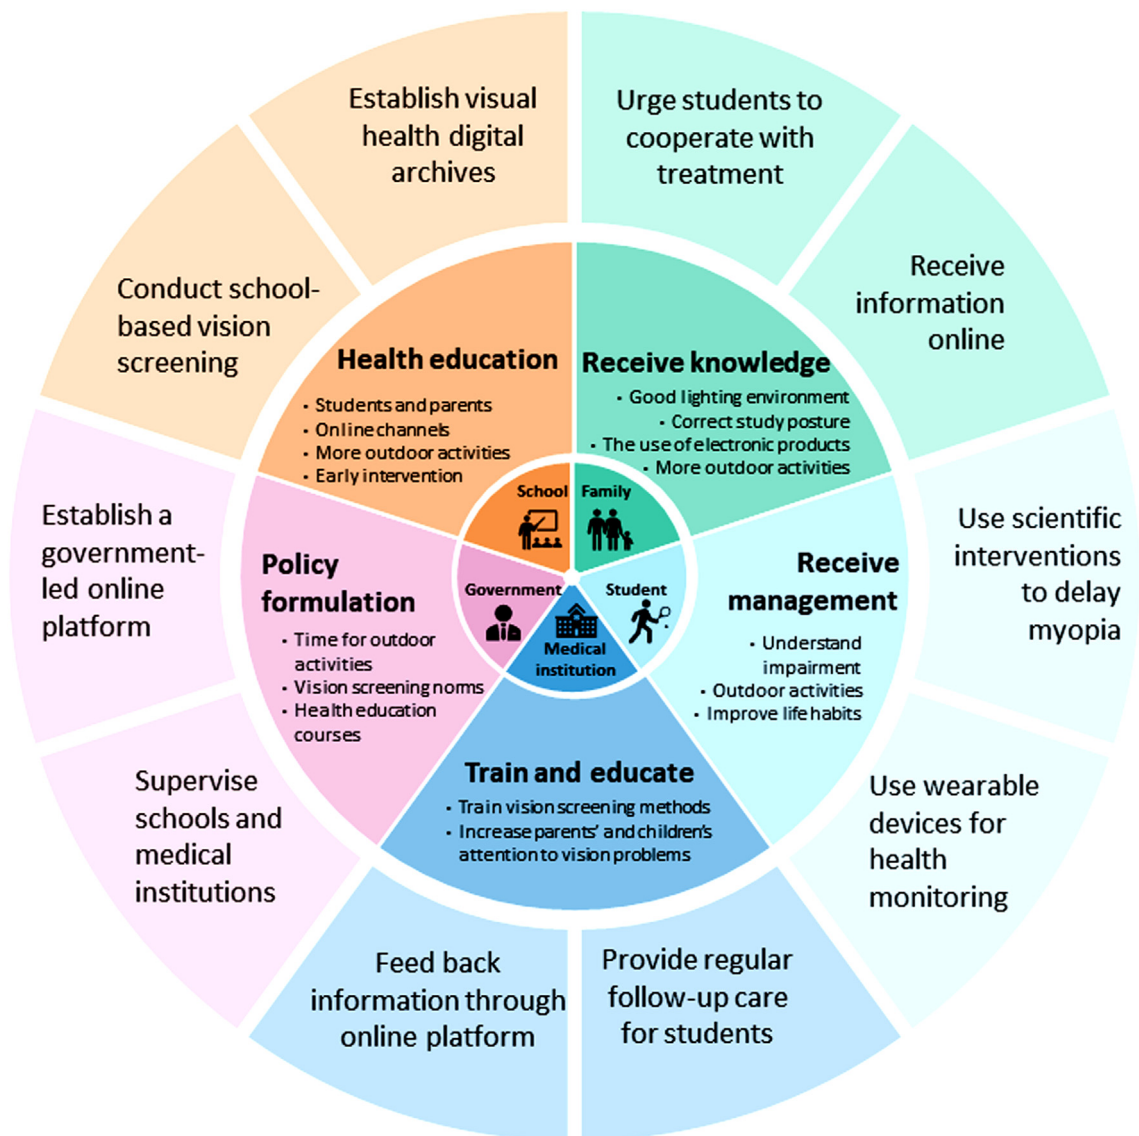 Establish visual
health digital
archives
Urge students to
cooperate with
treatment
Conduct school-
based vision
screening
Receive
information
online
Health education
• Students and parents
• Online channels
• More outdoor activities
• Early intervention
Receive knowledge
• Good lighting environment
• Correct study posture
• The use of electronic products
• More outdoor activities
School
Family
Government
Student
Medical
institution
Establish a
government-
led online
platform
Policy
formulation
• Time for outdoor
activities
• Vision screening norms
• Health education
courses
Receive
management
• Understand
impairment
• Outdoor activities
• Improve life habits
Use scientific
interventions
to delay
myopia
Train and educate
• Train vision screening methods
• Increase parents' and children's
attention to vision problems
Supervise
schools and
medical
institutions
Use wearable
devices for
health
monitoring
Feed back
information through
online platform
Provide regular
follow-up care
for students